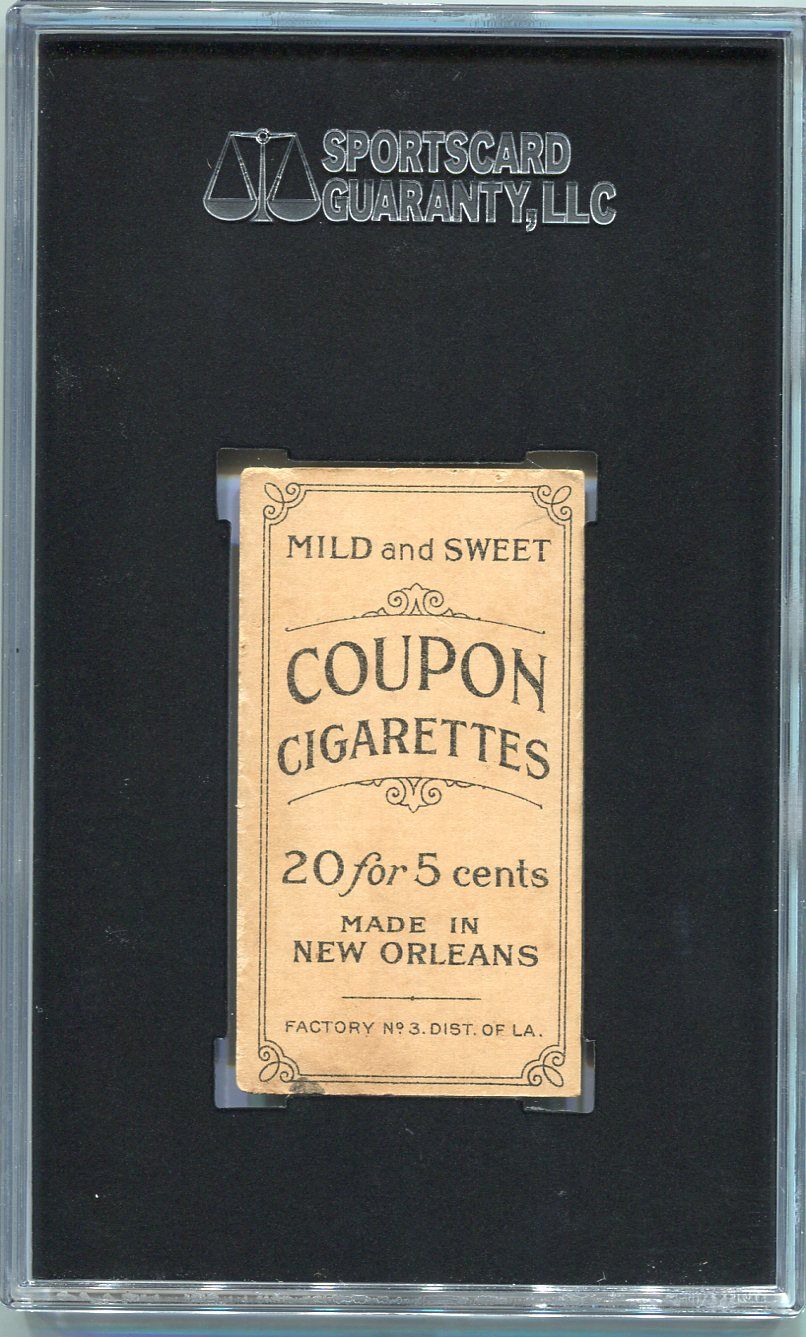 SPORTSCARD
GUARANTY, LLC
MILD and SWEET
COUPON
CIGARETTES
20 for 5 cents
MADE IN
NEW ORLEANS
FACTORY Nº 3. DIST. OF LA.